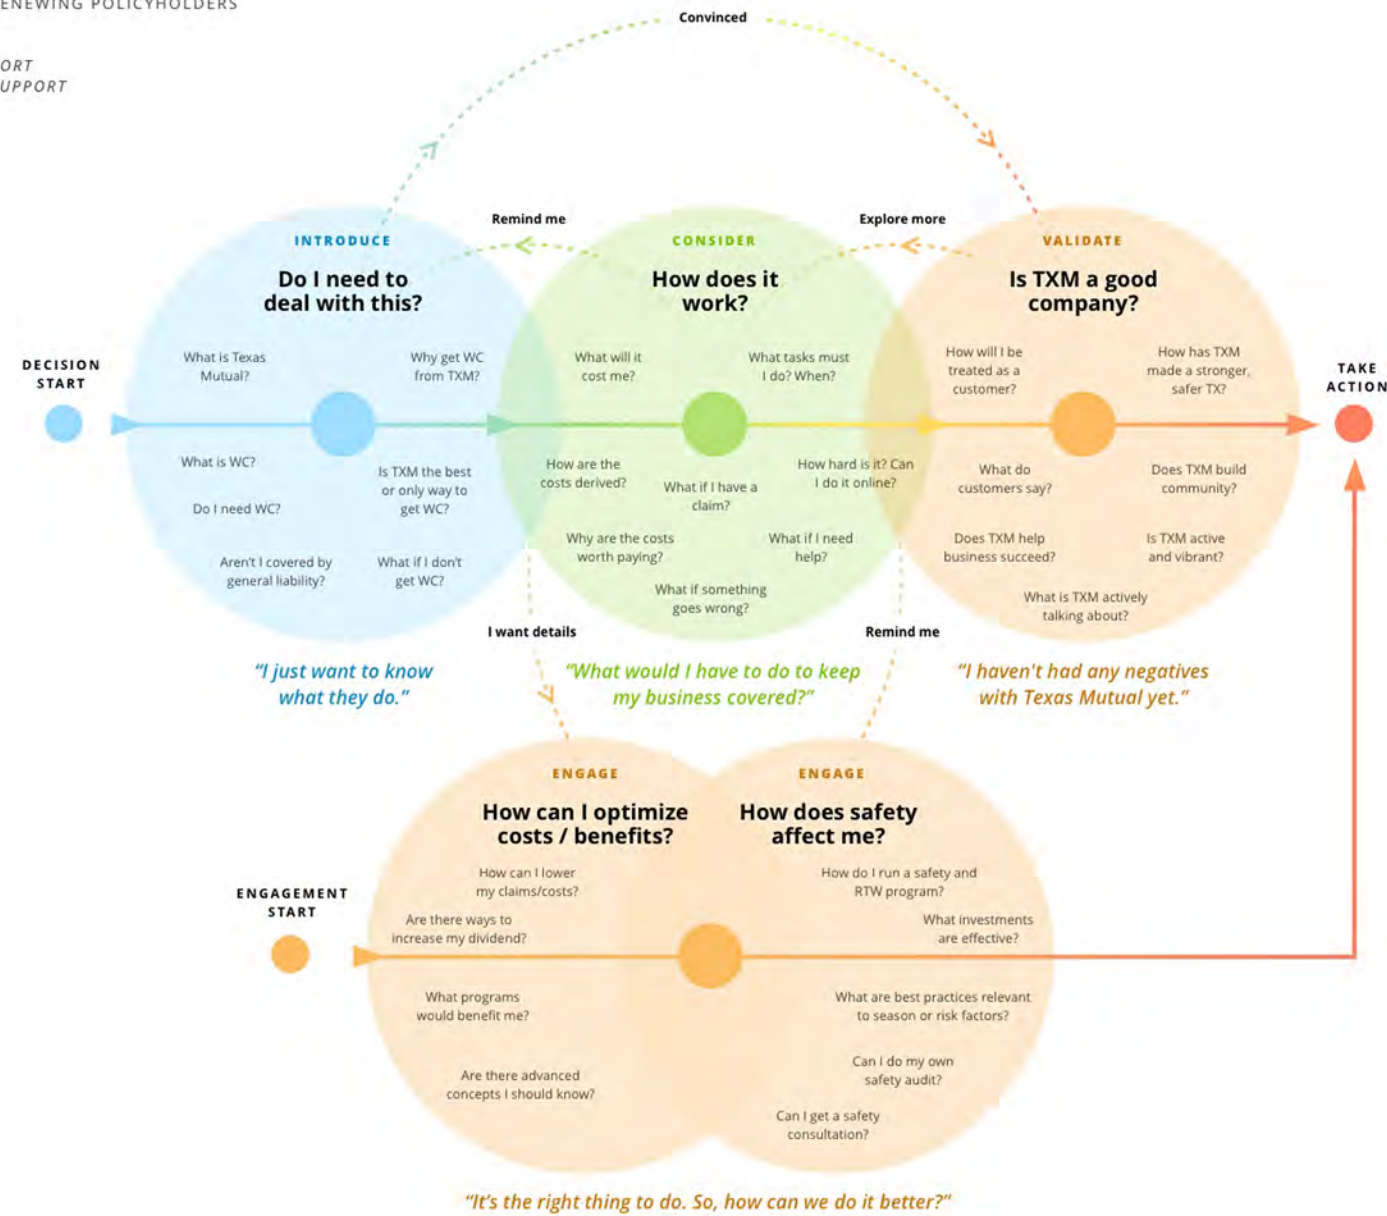 ENEWING POLICYHOLDERS
ORT
UPPORT
Convinced
Remind me
Explore more
INTRODUCE
Do I need to
deal with this?
What is Texas
Mutual?
Why get WC
from TXM?
What is WC?
Do I need WC?
Is TXM the best
or only way to
get WC?
Aren't I covered by
general liability?
What if I don't
get WC?
CONSIDER
How does it
work?
What will it
cost me?
What tasks must
I do? When?
How are the
costs derived?
What if I have a
claim?
How hard is it? Can
I do it online?
Why are the costs
worth paying?
What if I need
help?
What if something
goes wrong?
VALIDATE
Is TXM a good
company?
How will I be
treated as a
customer?
How has TXM
made a stronger,
safer TX?
What do
customers say?
Does TXM build
community?
Does TXM help
business succeed?
Is TXM active
and vibrant?
What is TXM actively
talking about?
DECISION
START
TAKE
ACTION
I want details
Remind me
“I just want to know
what they do.”
“What would I have to do to keep
my business covered?”
“I haven't had any negatives
with Texas Mutual yet.”
ENGAGE
How can I optimize
costs / benefits?
How can I lower
my claims/costs?
Are there ways to
increase my dividend?
What programs
would benefit me?
Are there advanced
concepts I should know?
ENGAGE
How does safety
affect me?
How do I run a safety and
RTW program?
What investments
are effective?
What are best practices relevant
to season or risk factors?
Can I do my own
safety audit?
Can I get a safety
consultation?
ENGAGEMENT
START
“It’s the right thing to do. So, how can we do it better?”